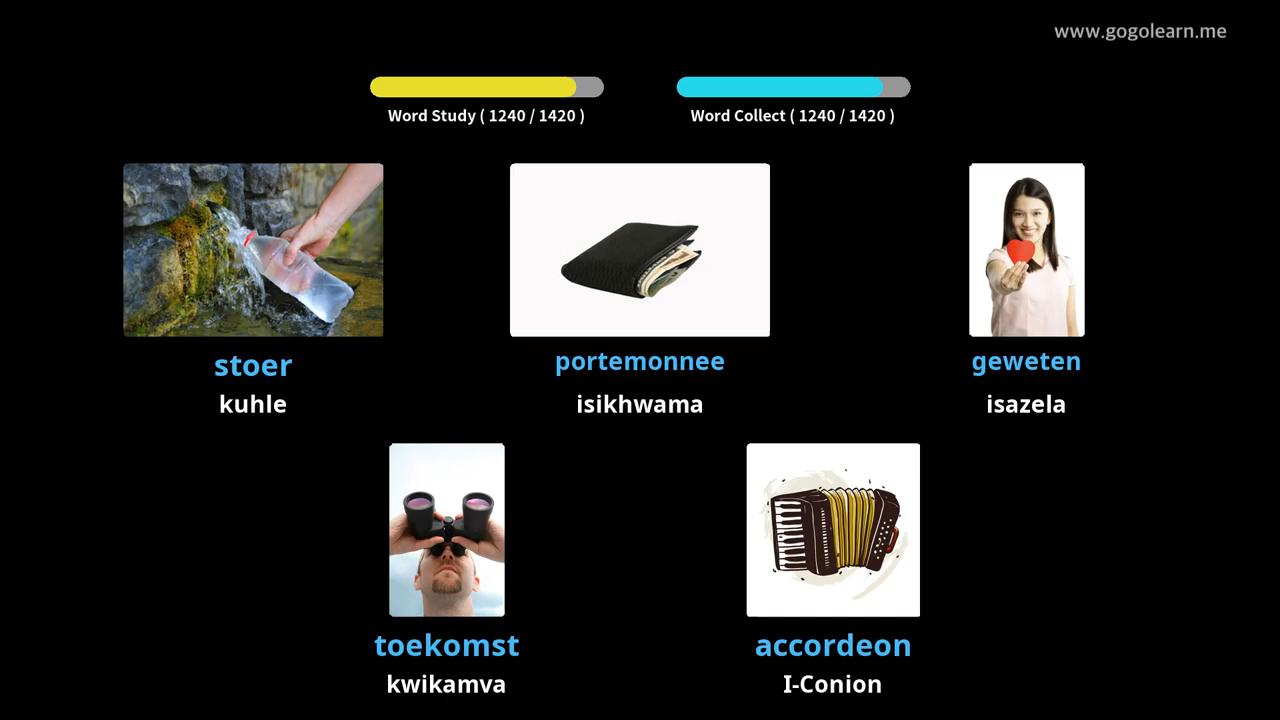 www.gogolearn.me
Word Study ( 1240 / 1420 )
Word Collect ( 1240 / 1420 )
stoer
kuhle
portemonnee
isikhwama
geweten
isazela
toekomst
kwikamva
accordeon
I-Conion